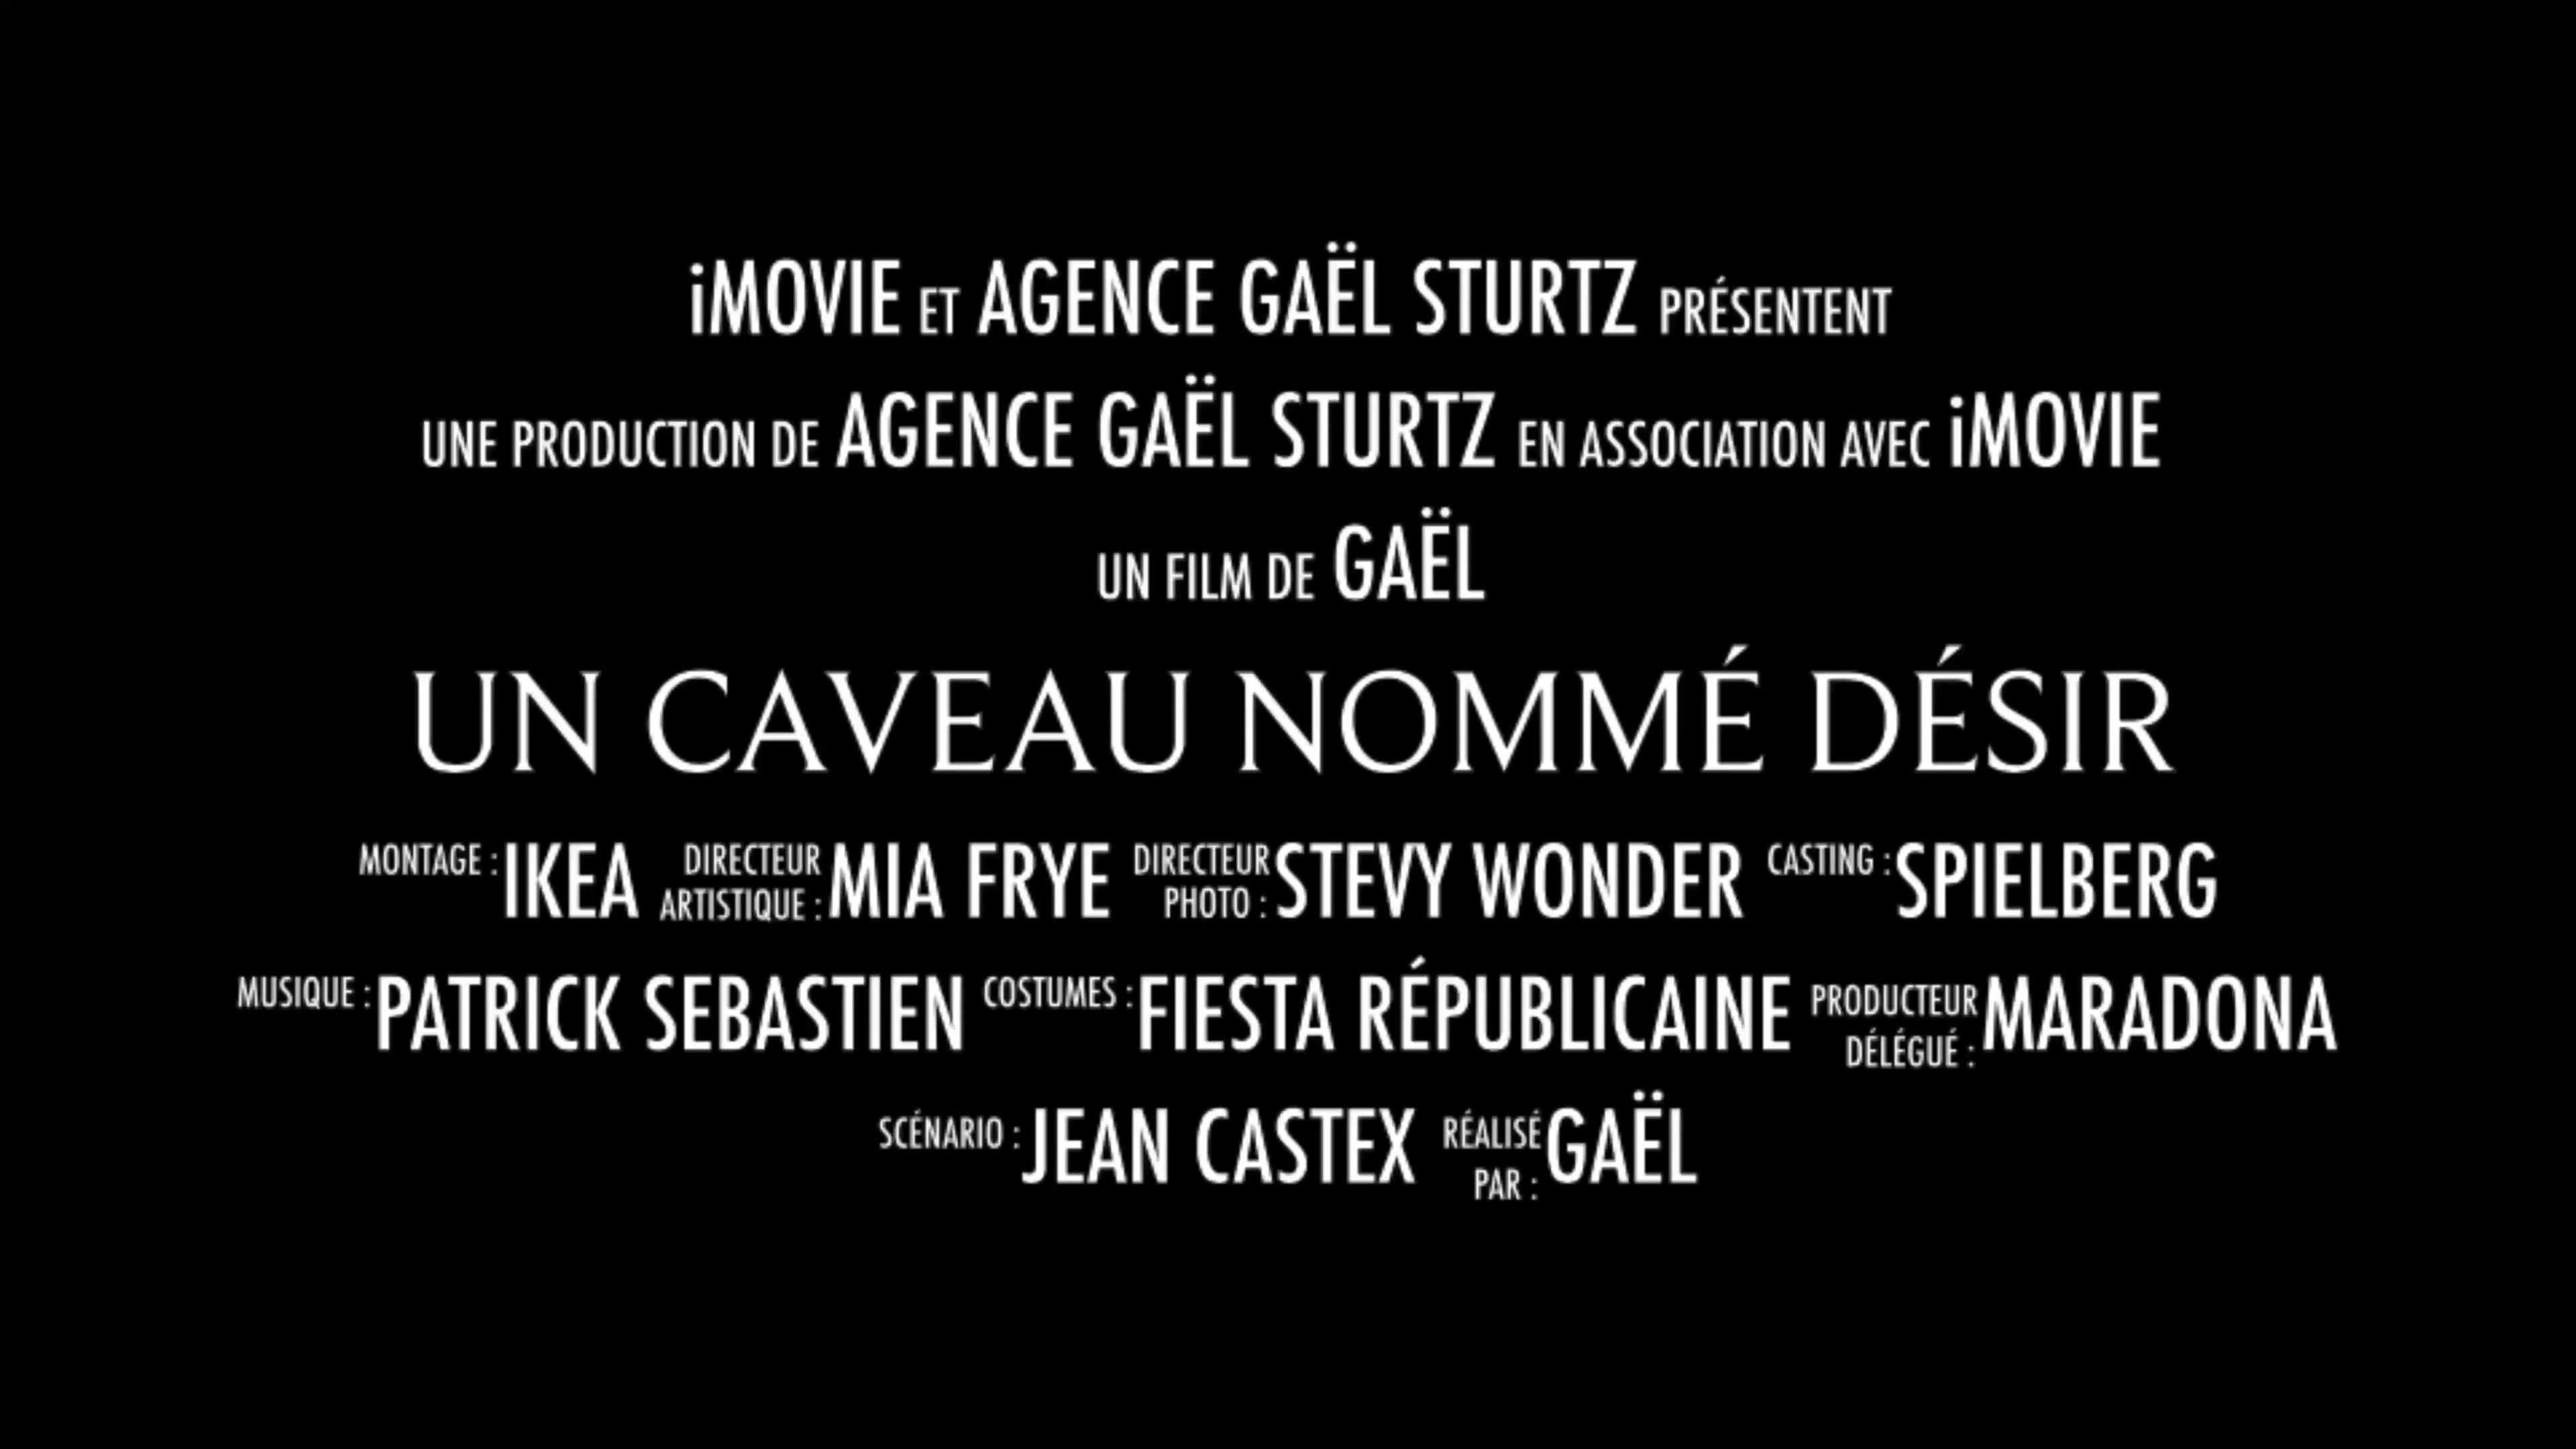 iMOVIE ET AGENCE GAËL STURTZ PRÉSENTENT
UNE PRODUCTION DE AGENCE GAËL STURTZ EN ASSOCIATION AVEC iMOVIE
UN FILM DE GAËL
UN CAVEAU NOMMÉ DÉSIR
MONTAGE : IKEA DIRECTEUR ARTISTIQUE : MIA FRYE DIRECTEUR PHOTO : STEVY WONDER CASTING : SPIELBERG
MUSIQUE : PATRICK SEBASTIEN COSTUMES : FIESTA RÉPUBLICAINE PRODUCTEUR DÉLÉGUÉ : MARADONA
SCÉNARIO : JEAN CASTEX RÉALISÉ PAR : GAËL